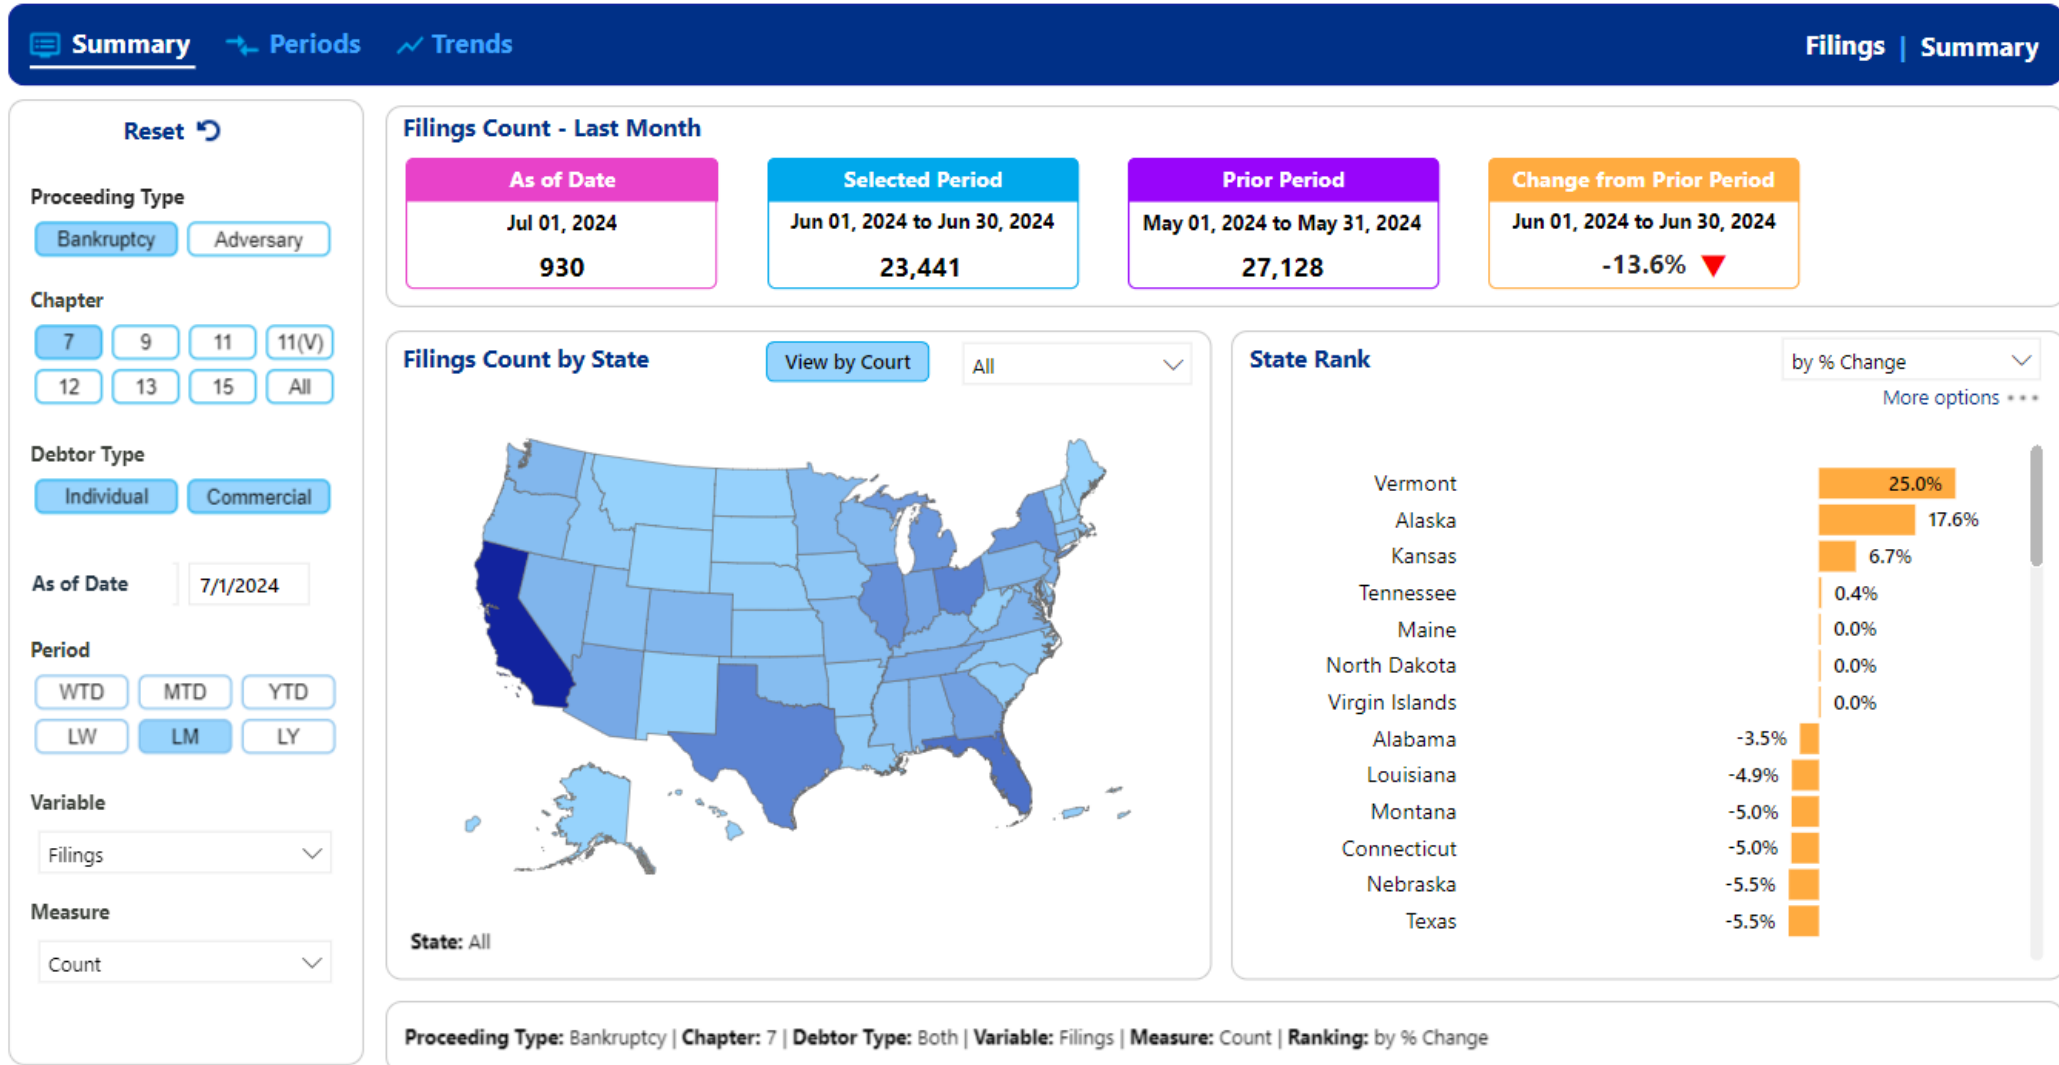 Summary Periods Trends Filings | Summary
Reset
Proceeding Type
Bankruptcy Adversary
Chapter
7 9 11 11(V)
12 13 15 All
Debtor Type
Individual Commercial
As of Date 7/1/2024
Period
WTD MTD YTD
LW LM LY
Variable
Filings
Measure
Count
Filings Count - Last Month
As of Date
Jul 01, 2024
930
Selected Period
Jun 01, 2024 to Jun 30, 2024
23,441
Prior Period
May 01, 2024 to May 31, 2024
27,128
Change from Prior Period
Jun 01, 2024 to Jun 30, 2024
-13.6%
Filings Count by State View by Court All
State: All
State Rank by % Change
More options
Vermont 25.0%
Alaska 17.6%
Kansas 6.7%
Tennessee 0.4%
Maine 0.0%
North Dakota 0.0%
Virgin Islands 0.0%
Alabama -3.5%
Louisiana -4.9%
Montana -5.0%
Connecticut -5.0%
Nebraska -5.5%
Texas -5.5%
Proceeding Type: Bankruptcy | Chapter: 7 | Debtor Type: Both | Variable: Filings | Measure: Count | Ranking: by % Change